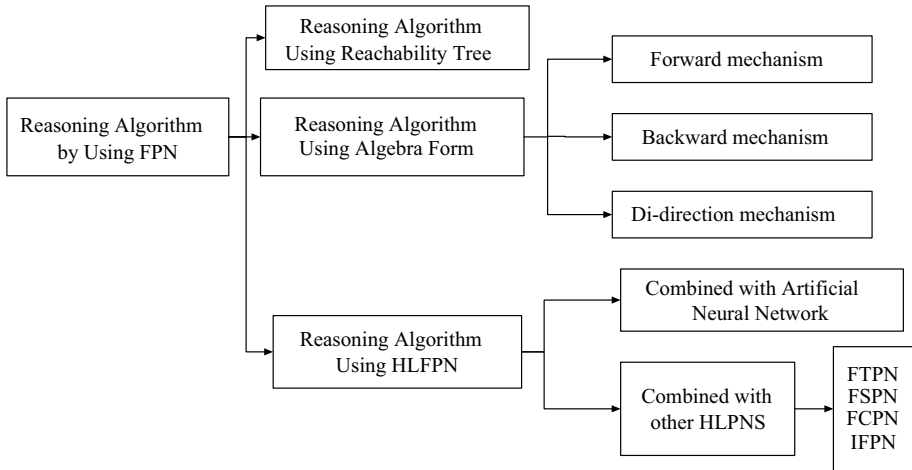 Reasoning Algorithm
Using Reachability Tree
Forward mechanism
Reasoning Algorithm
by Using FPN
Reasoning Algorithm
Using Algebra Form
Backward mechanism
Di-direction mechanism
Combined with Artificial
Neural Network
Reasoning Algorithm
Using HLFPN
Combined with
other HLPNS
FTPN
FSPN
FCPN
IFPN